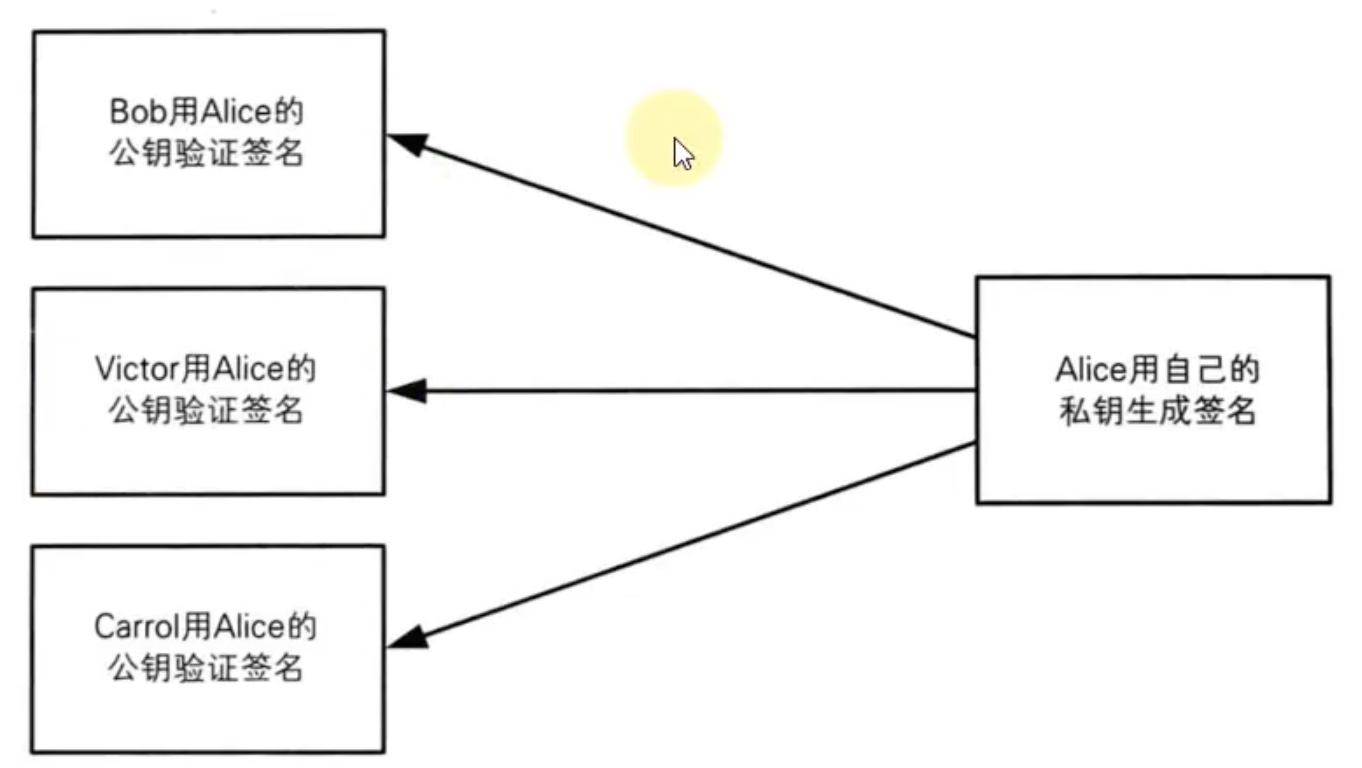 Bob用Alice的
公钥验证签名
Victor用Alice的
公钥验证签名
Alice用自己的
私钥生成签名
Carrol用Alice的
公钥验证签名